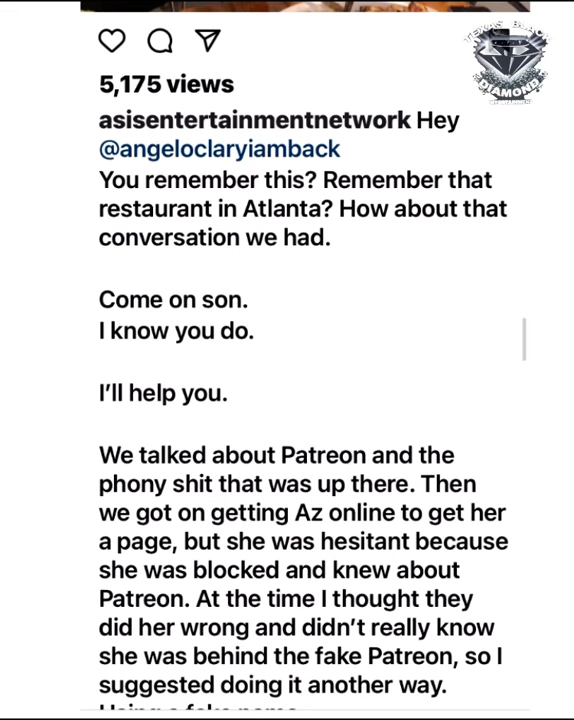 TEXAS BLACK
DIAMOND
5,175 views
asisentertainmentnetwork Hey
@angeloclaryiamback
You remember this? Remember that
restaurant in Atlanta? How about that
conversation we had.
Come on son.
I know you do.
I'll help you.
We talked about Patreon and the
phony shit that was up there. Then
we got on getting Az online to get her
a page, but she was hesitant because
she was blocked and knew about
Patreon. At the time I thought they
did her wrong and didn't really know
she was behind the fake Patreon, so I
suggested doing it another way.